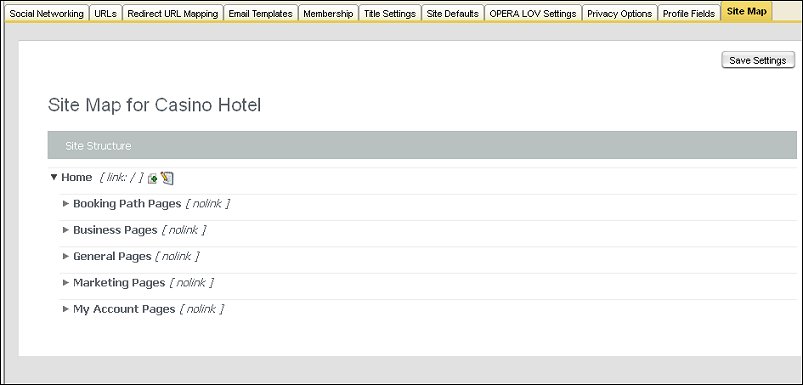 Social Networking URLs Redirect URL Mapping Email Templates Membership Title Settings Site Defaults OPERA LOV Settings Privacy Options Profile Fields Site Map
Save Settings
Site Map for Casino Hotel
Site Structure
Home [ link: / ]
Booking Path Pages [ nolink ]
Business Pages [ nolink ]
General Pages [ nolink ]
Marketing Pages [ nolink ]
My Account Pages [ nolink ]